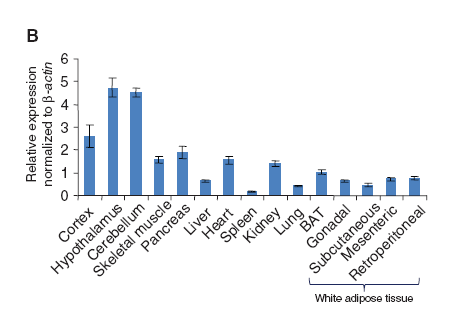 B
Relative expression
normalized to β-actin
6
5
4
3
2
1
0
Cortex
Hypothalamus
Cerebellum
Skeletal muscle
Pancreas
Liver
Heart
Spleen
Kidney
Lung
BAT
Gonadal
Subcutaneous
Mesenteric
Retroperitoneal
White adipose tissue